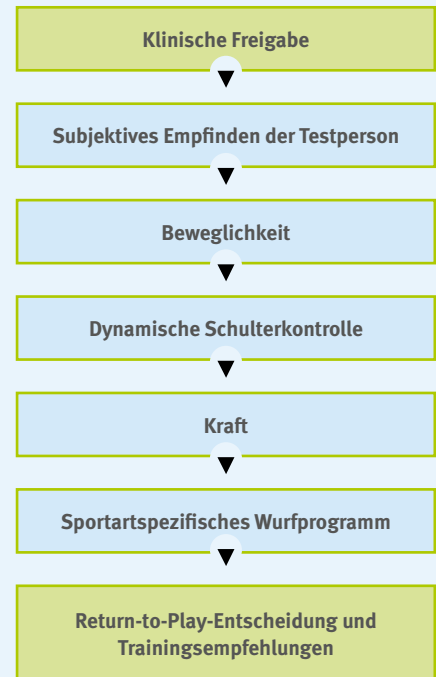 Klinische Freigabe
Subjektives Empfinden der Testperson
Beweglichkeit
Dynamische Schulterkontrolle
Kraft
Sportartspezifisches Wurfprogramm
Return-to-Play-Entscheidung und
Trainingsempfehlungen